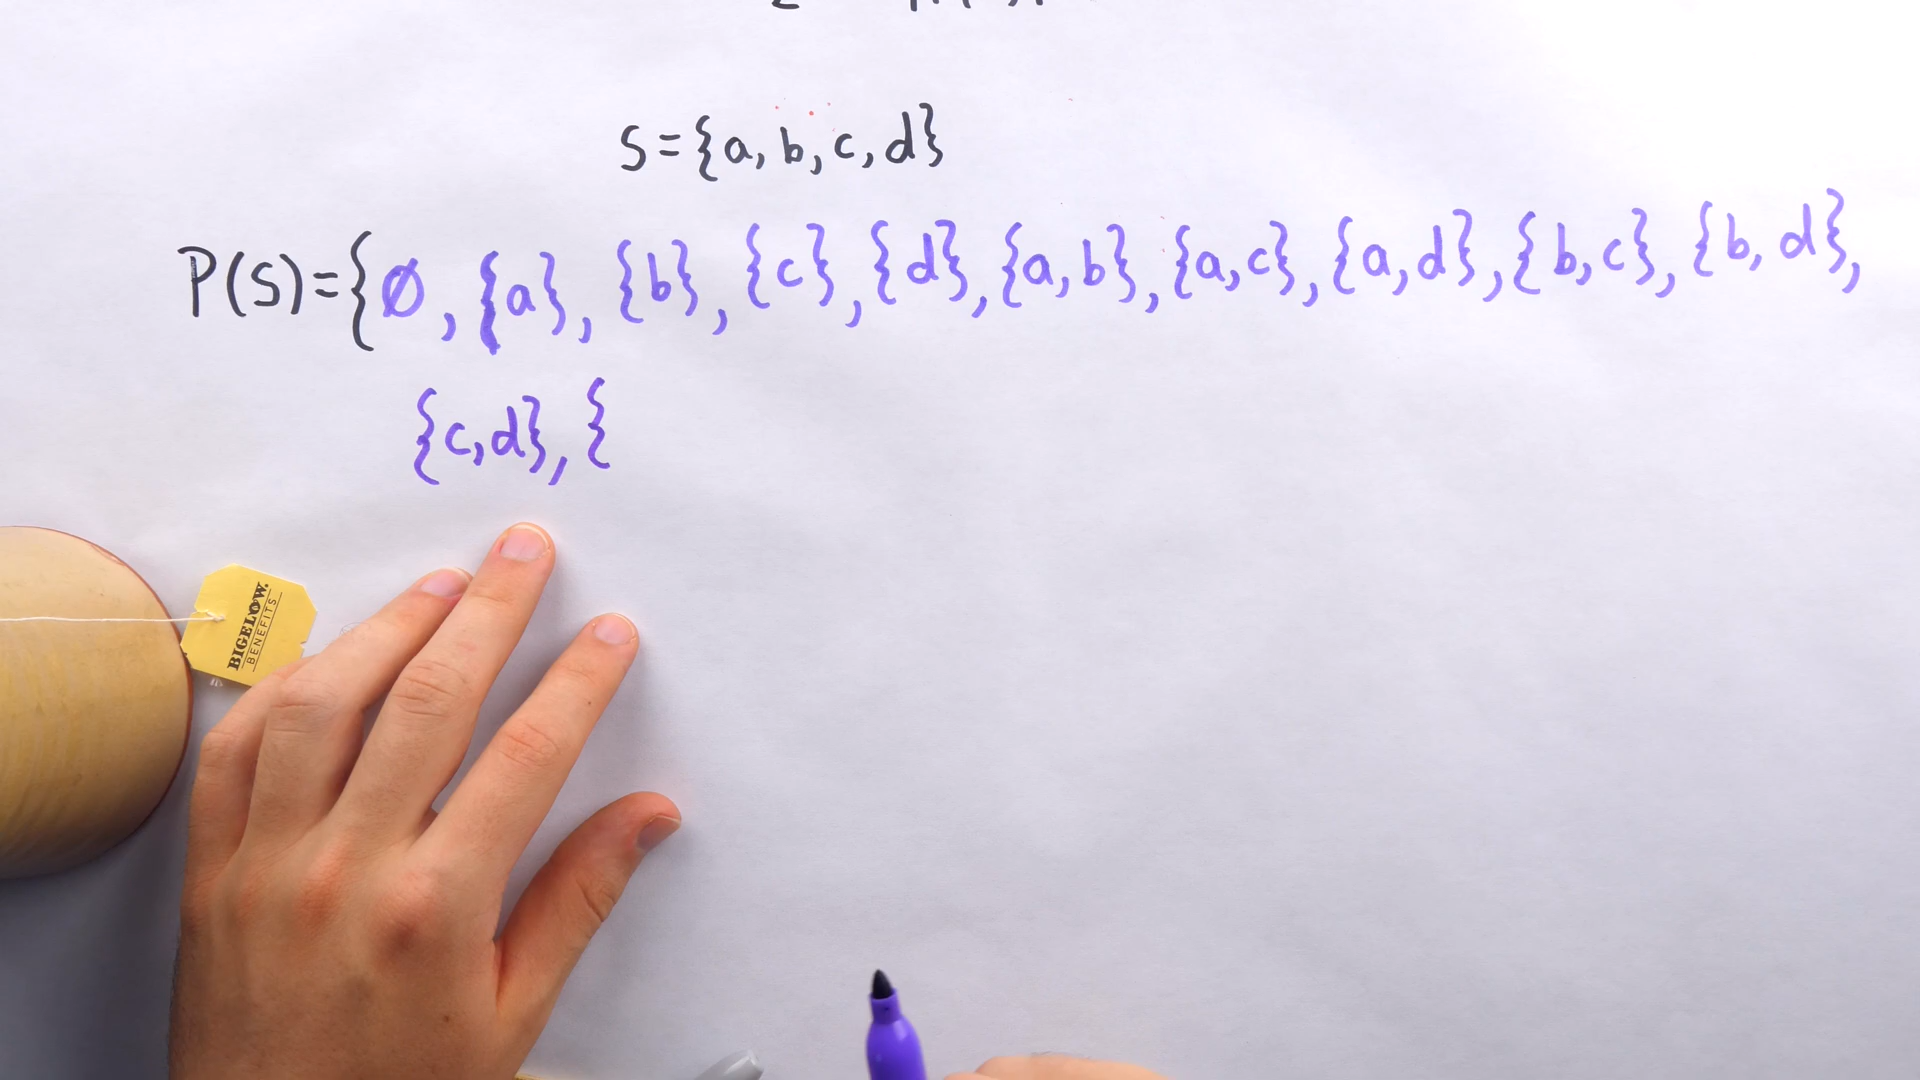 S={a, b, c, d}
P(S)={∅, {a}, {b}, {c}, {d}, {a, b}, {a, c}, {a, d}, {b, c}, {b, d},
{c, d}, {
BIGELOW.
BENEFITS